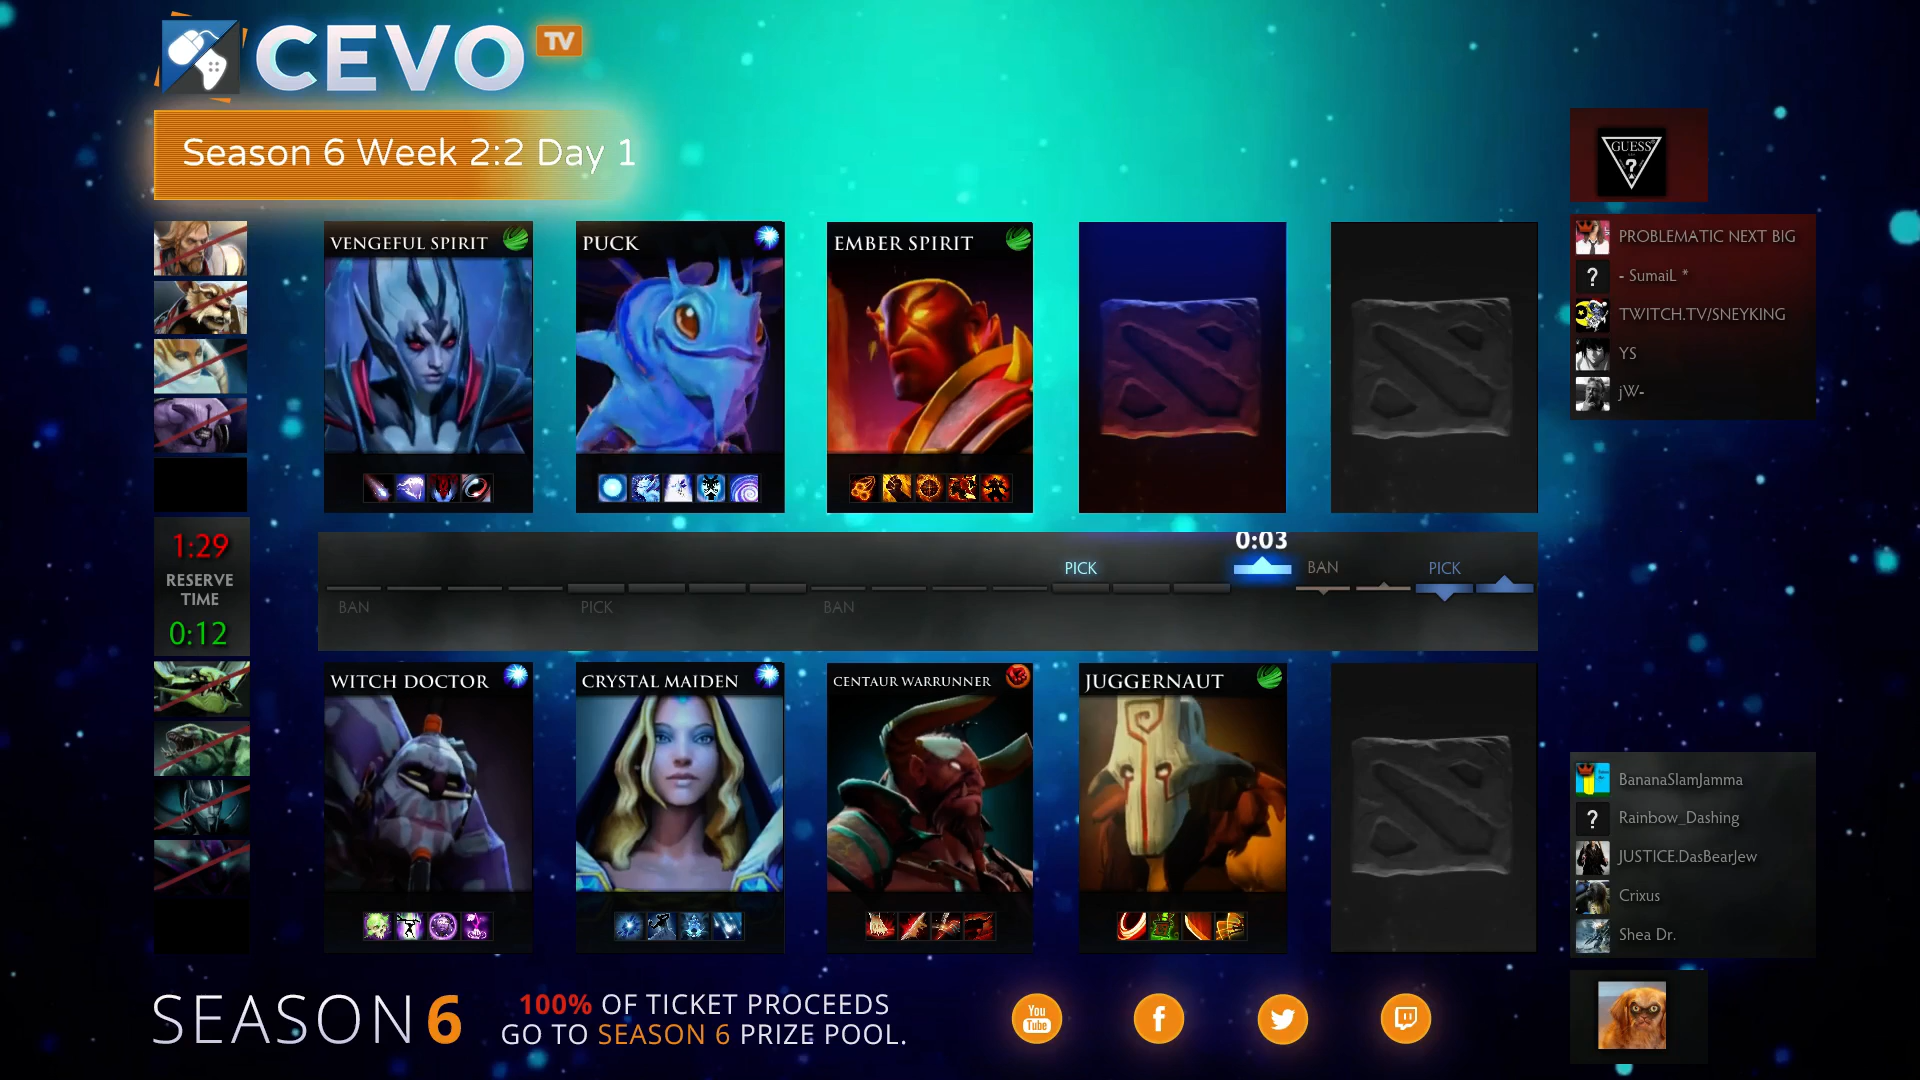 CEVO TV
Season 6 Week 2:2 Day 1
GUESS
?
VENGEFUL SPIRIT
PUCK
EMBER SPIRIT
PROBLEMATIC NEXT BIG
? - SumaiL *
TWITCH.TV/SNEYKING
YS
jW-
1:29
RESERVE
TIME
0:12
0:03
PICK
BAN
PICK
BAN
PICK
BAN
WITCH DOCTOR
CRYSTAL MAIDEN
CENTAUR WARRUNNER
JUGGERNAUT
BananaSlamJamma
? Rainbow_Dashing
JUSTICE.DasBearJew
Crixus
Shea Dr.
SEASON 6
100% OF TICKET PROCEEDS
GO TO SEASON 6 PRIZE POOL.
You
Tube
f